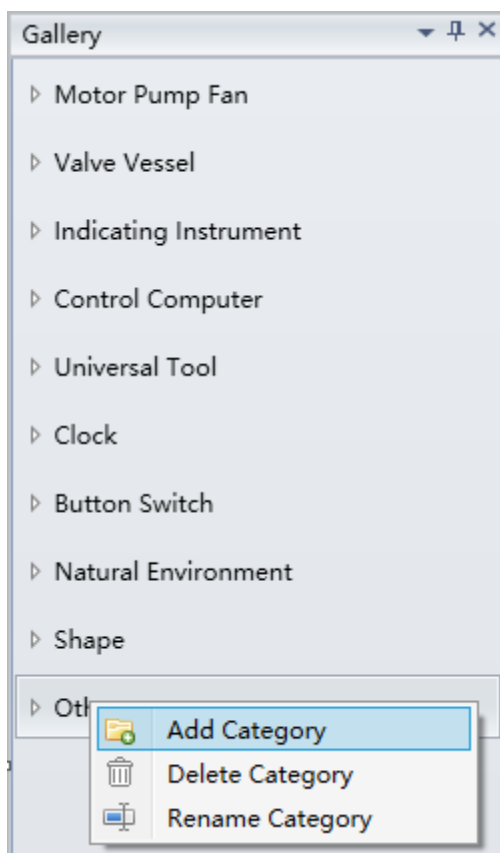 Gallery
Motor Pump Fan
Valve Vessel
Indicating Instrument
Control Computer
Universal Tool
Clock
Button Switch
Natural Environment
Shape
Add Category
Delete Category
Rename Category